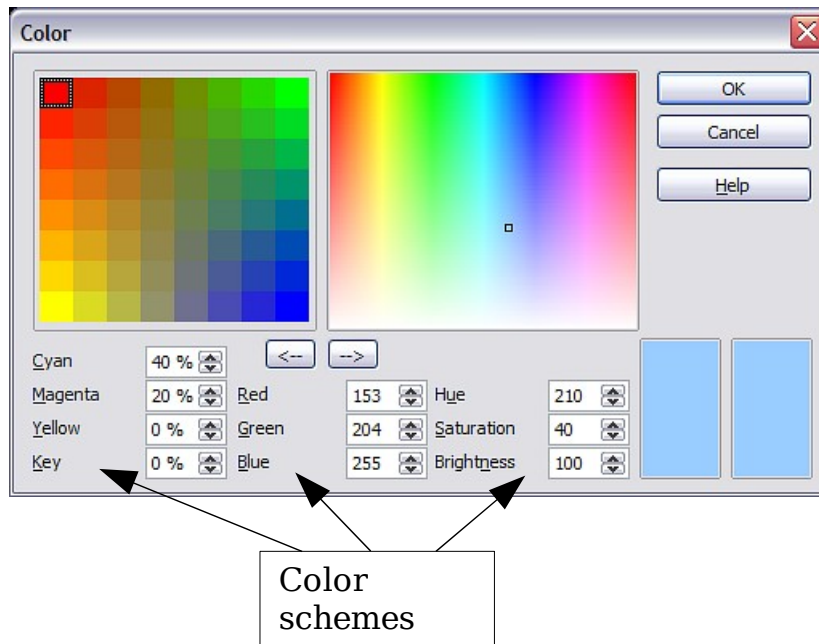 Color
OK
Cancel
Help
<-- -->
Cyan 40 %
Magenta 20 % Red 153 Hue 210
Yellow 0 % Green 204 Saturation 40
Key 0 % Blue 255 Brightness 100
Color
schemes